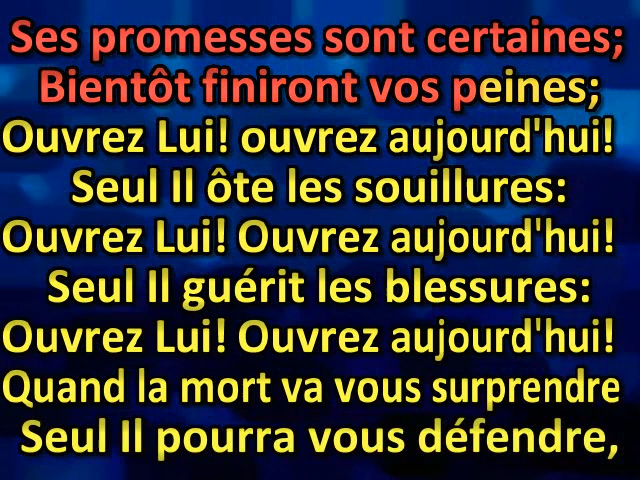 Ses promesses sont certaines;
Bientôt finiront vos peines;
Ouvrez Lui! ouvrez aujourd'hui!
Seul Il ôte les souillures:
Ouvrez Lui! Ouvrez aujourd'hui!
Seul Il guérit les blessures:
Ouvrez Lui! Ouvrez aujourd'hui!
Quand la mort va vous surprendre
Seul Il pourra vous défendre,